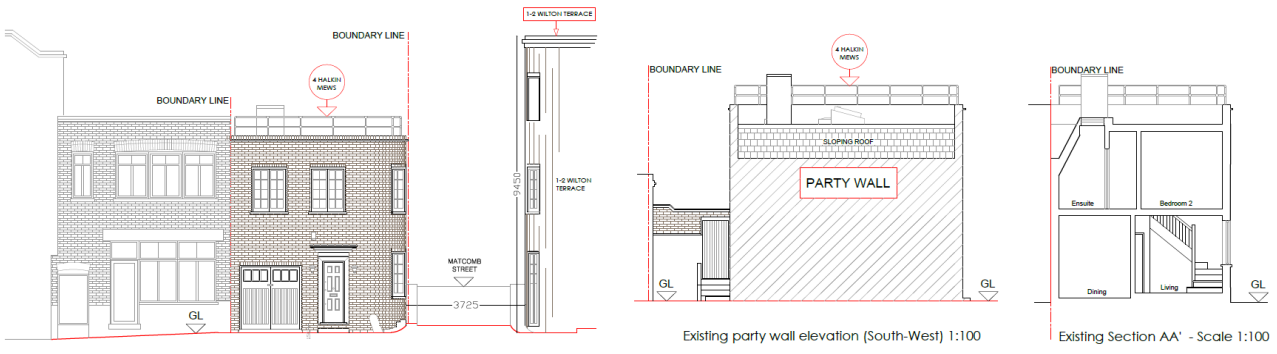 1-2 WILTON TERRACE
BOUNDARY LINE
4 HALKIN
MEWS
BOUNDARY LINE
9450
1-2 WILTON
TERRACE
MATCOMB
STREET
3725
GL
BOUNDARY LINE
4 HALKIN
MEWS
SLOPING ROOF
PARTY WALL
GL
GL
Existing party wall elevation (South-West) 1:100
BOUNDARY LINE
Ensuite
Bedroom 2
Dining
Living
GL
Existing Section AA' - Scale 1:100